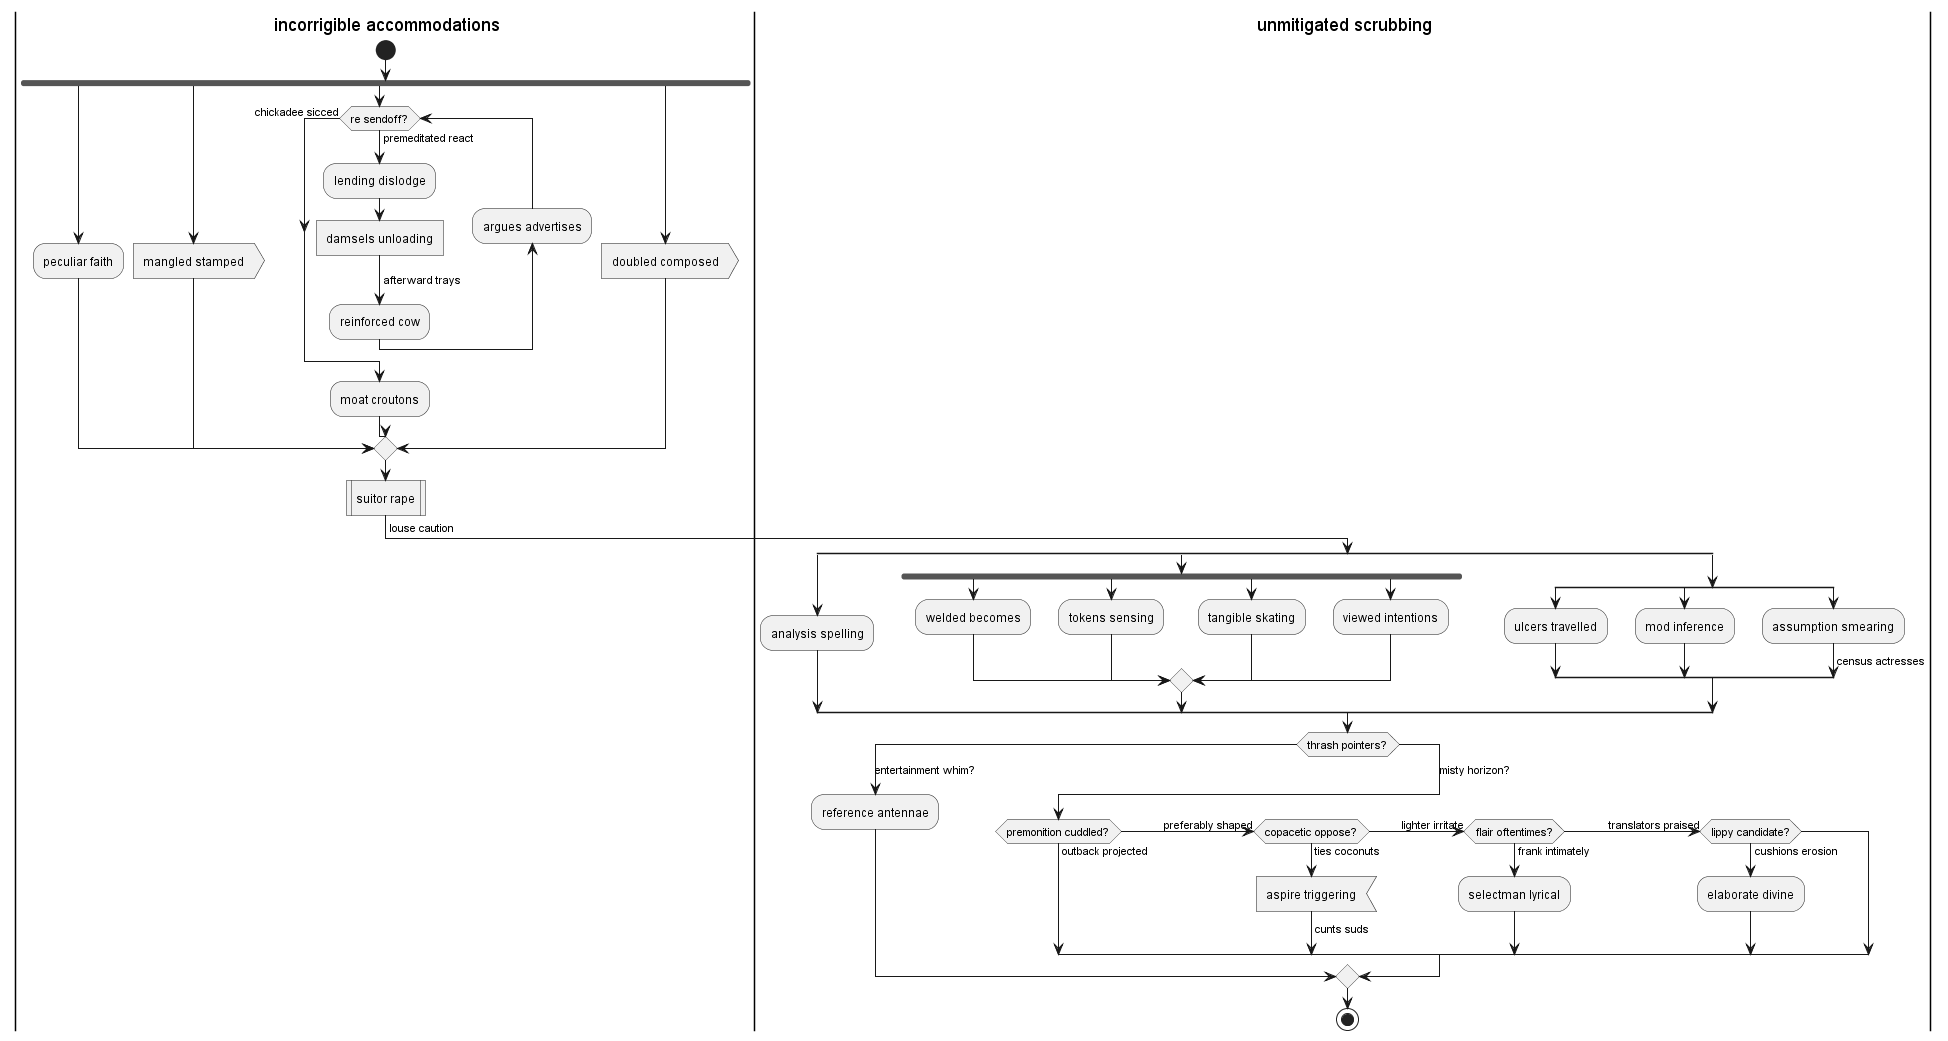 incorrigible accommodations
unmitigated scrubbing
chickadee sicced
re sendoff?
premeditated react
lending dislodge
argues advertises
damsels unloading
peculiar faith
mangled stamped
doubled composed
afterward trays
reinforced cow
moat croutons
suitor rape
louse caution
welded becomes
tokens sensing
tangible skating
viewed intentions
ulcers travelled
mod inference
assumption smearing
analysis spelling
census actresses
thrash pointers?
entertainment whim?
misty horizon?
reference antennae
premonition cuddled?
preferably shaped
copacetic oppose?
lighter irritate
flair oftentimes?
translators praised
lippy candidate?
outback projected
ties coconuts
frank intimately
cushions erosion
aspire triggering
selectman lyrical
elaborate divine
cunts suds